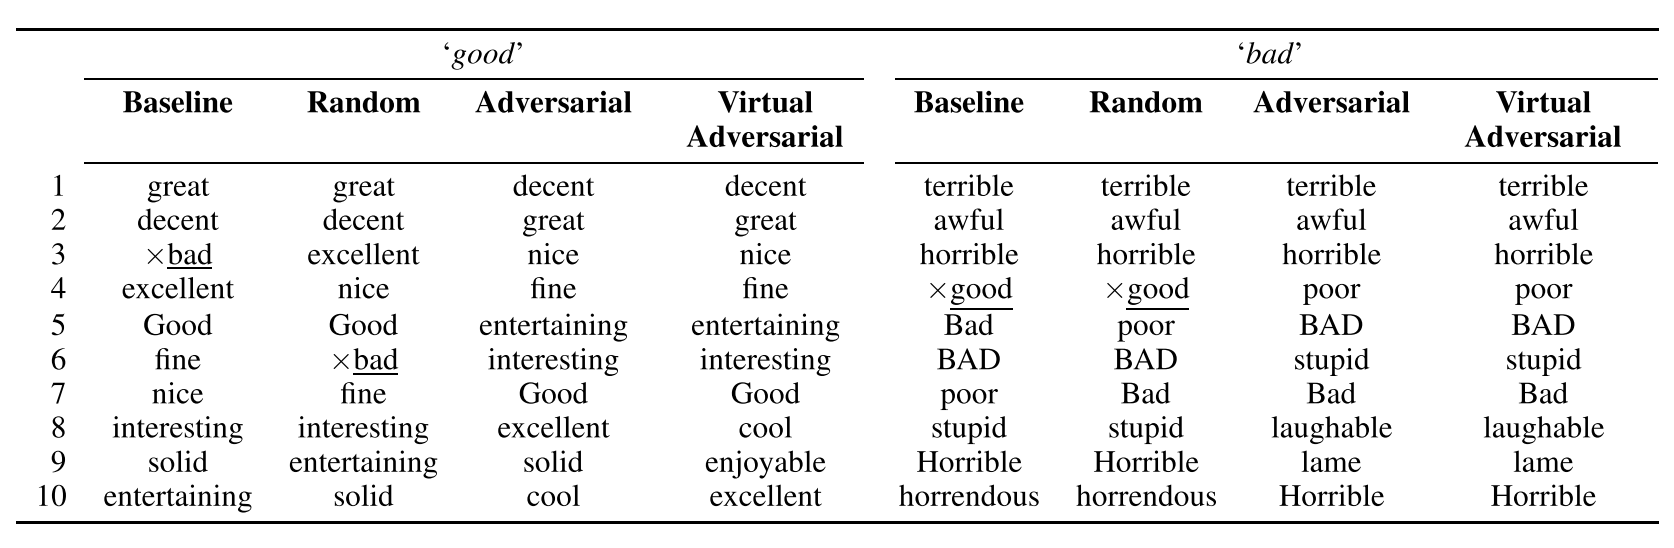 ‘good’ ‘bad’
Baseline Random Adversarial Virtual Baseline Random Adversarial Virtual
Adversarial Adversarial
1 great great decent decent terrible terrible terrible terrible
2 decent decent great great awful awful awful awful
3 ×bad excellent nice nice horrible horrible horrible horrible
4 excellent nice fine fine ×good ×good poor poor
5 Good Good entertaining entertaining Bad poor BAD BAD
6 fine ×bad interesting interesting BAD BAD stupid stupid
7 nice fine Good Good poor Bad Bad Bad
8 interesting interesting excellent cool stupid stupid laughable laughable
9 solid entertaining solid enjoyable Horrible Horrible lame lame
10 entertaining solid cool excellent horrendous horrendous Horrible Horrible